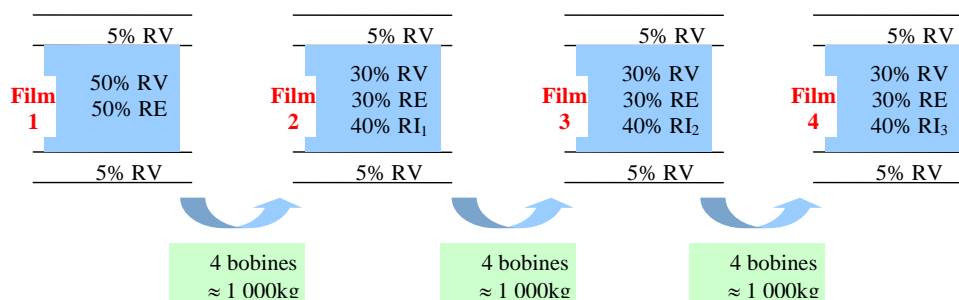 5% RV
Film
1
50% RV
50% RE
5% RV
5% RV
Film
2
30% RV
30% RE
40% RI₁
5% RV
5% RV
Film
3
30% RV
30% RE
40% RI₂
5% RV
5% RV
Film
4
30% RV
30% RE
40% RI₃
5% RV
4 bobines
≈ 1 000kg
4 bobines
≈ 1 000kg
4 bobines
≈ 1 000kg